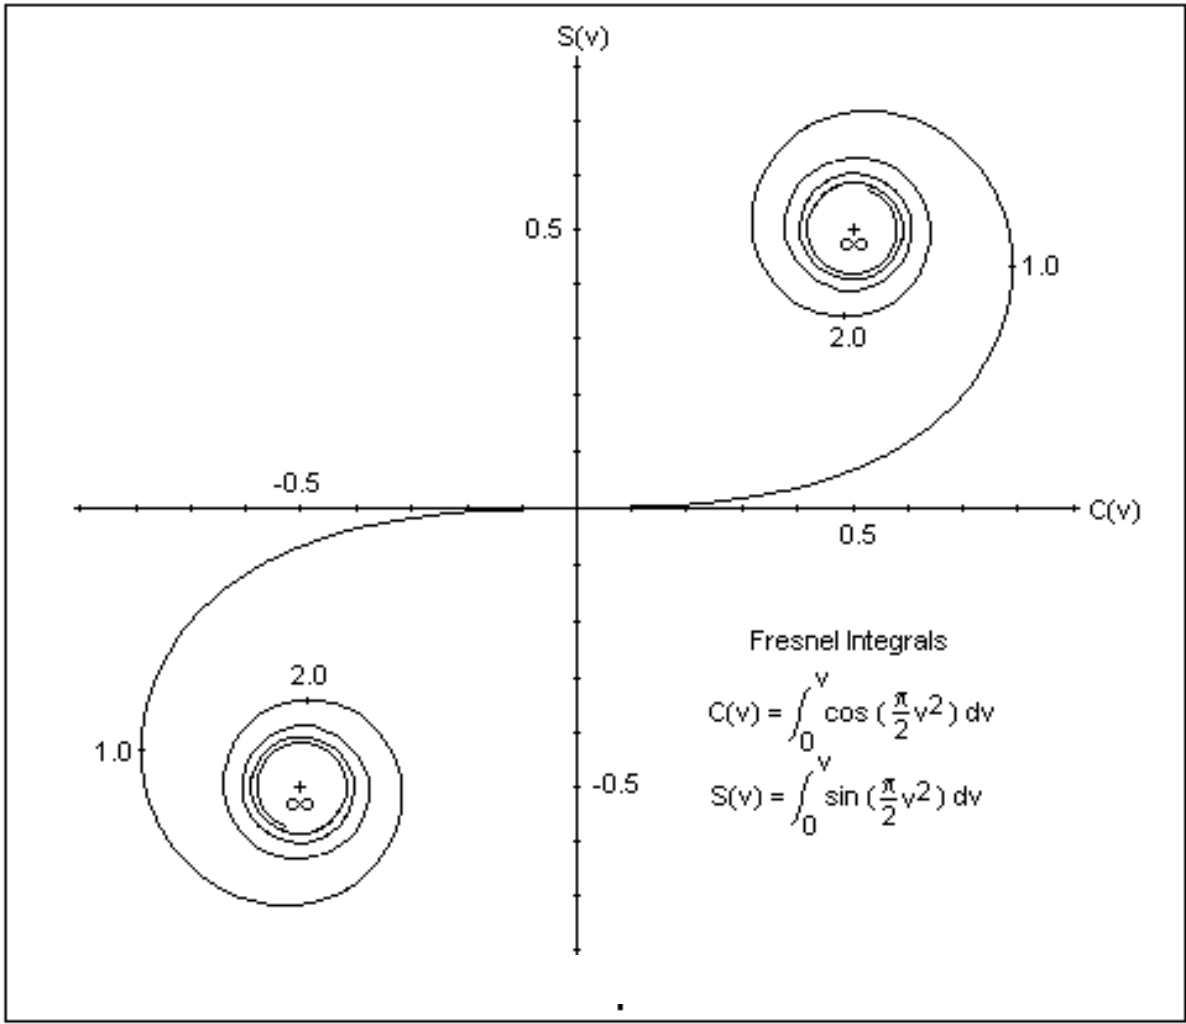 S(v)
0.5
+
∞
1.0
2.0
-0.5
C(v)
0.5
Fresnel Integrals
2.0
C(v) = ∫₀ᵛ cos (π/2 v²) dv
1.0
-0.5
+
∞
S(v) = ∫₀ᵛ sin (π/2 v²) dv
.